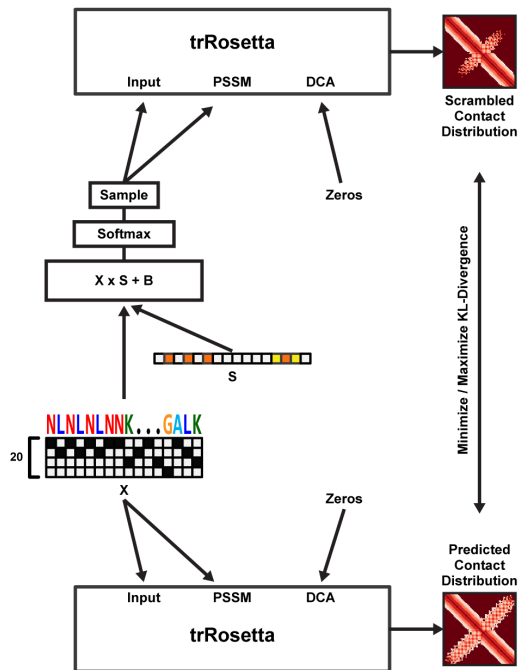 trRosetta
Input PSSM DCA
Scrambled
Contact
Distribution
Sample
Zeros
Softmax
X x S + B
Minimize / Maximize KL-Divergence
S
NLNLNLNNK...GALK
20
X
Zeros
Predicted
Contact
Distribution
Input PSSM DCA
trRosetta